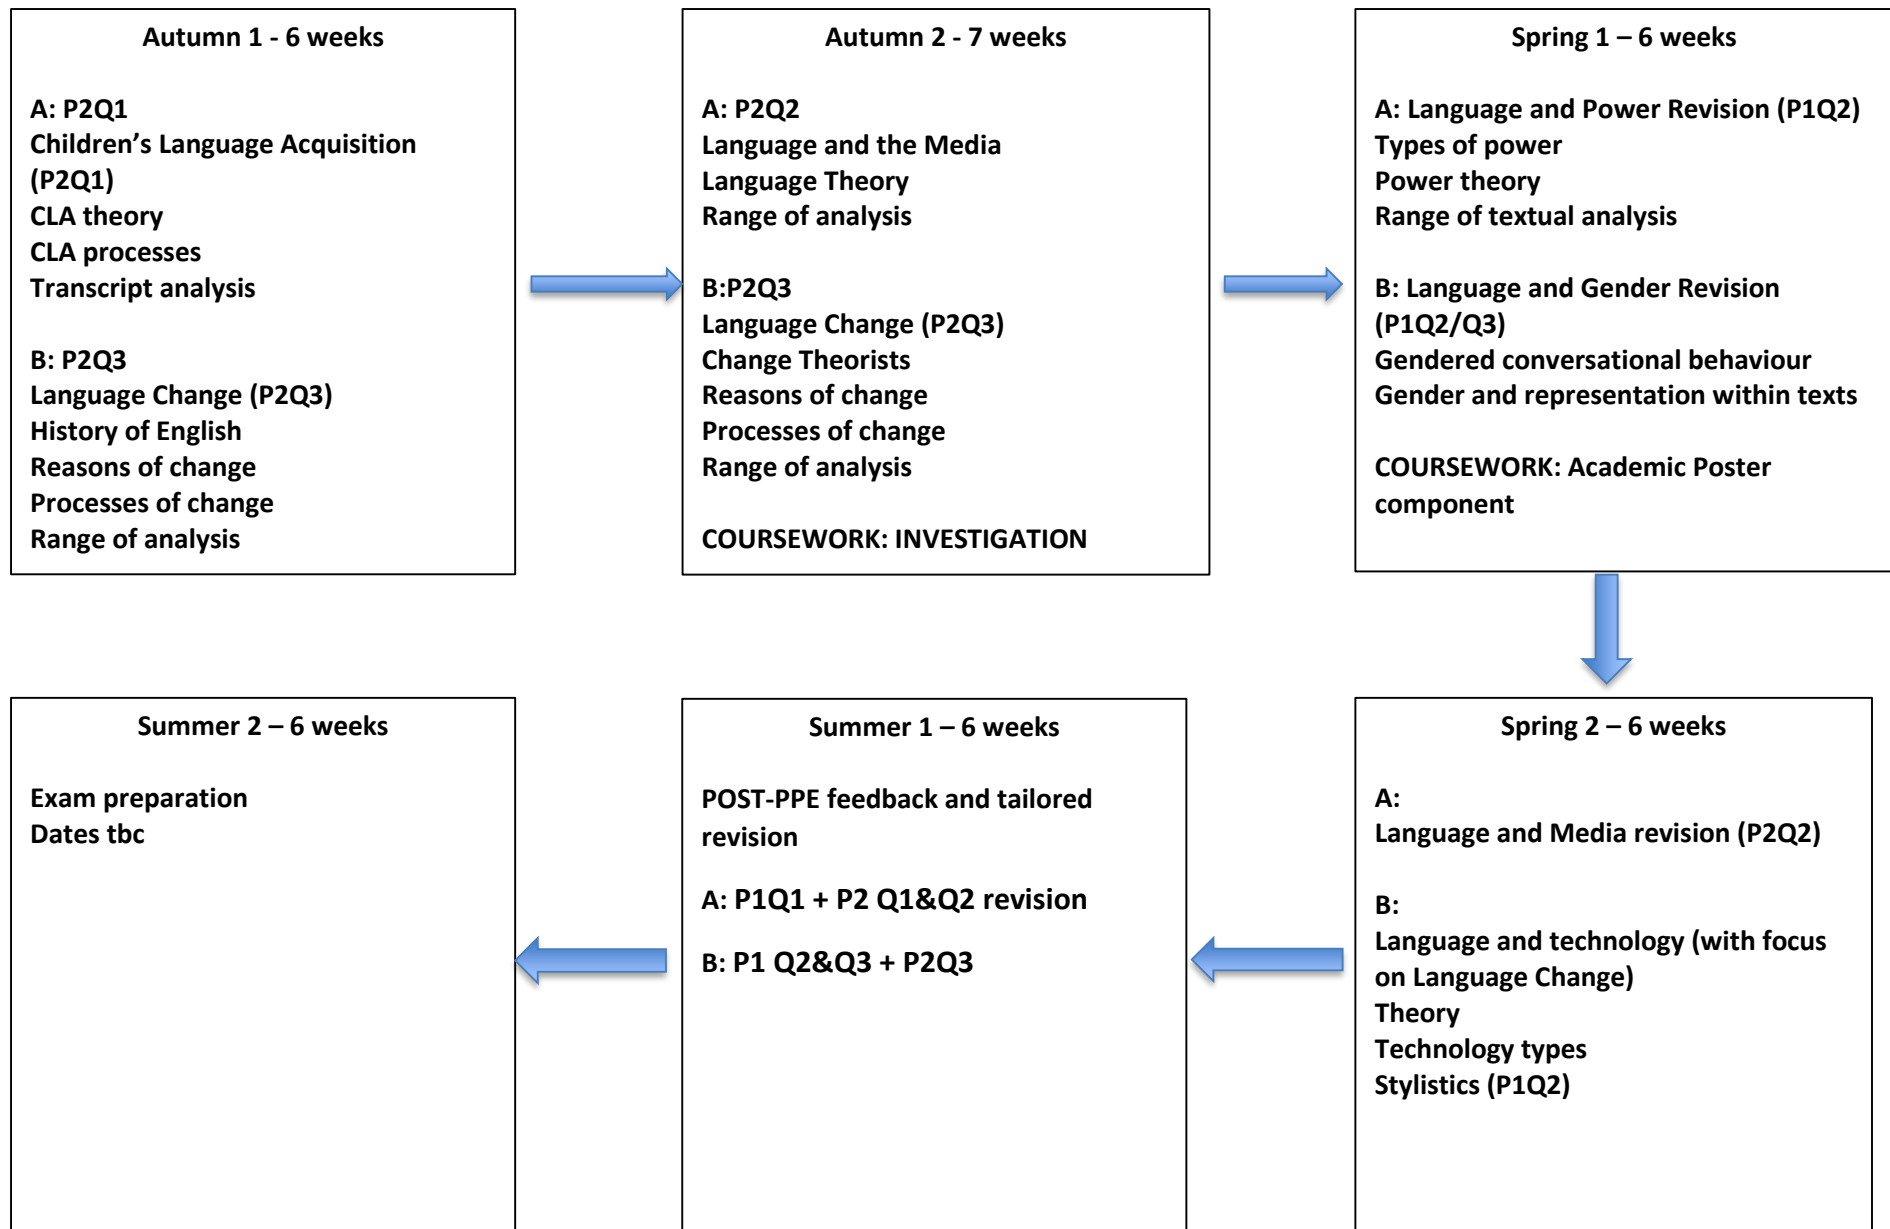 Autumn 1 - 6 weeks
A: P2Q1
Children’s Language Acquisition
(P2Q1)
CLA theory
CLA processes
Transcript analysis
B: P2Q3
Language Change (P2Q3)
History of English
Reasons of change
Processes of change
Range of analysis
Autumn 2 - 7 weeks
A: P2Q2
Language and the Media
Language Theory
Range of analysis
B:P2Q3
Language Change (P2Q3)
Change Theorists
Reasons of change
Processes of change
Range of analysis
COURSEWORK: INVESTIGATION
Spring 1 – 6 weeks
A: Language and Power Revision (P1Q2)
Types of power
Power theory
Range of textual analysis
B: Language and Gender Revision
(P1Q2/Q3)
Gendered conversational behaviour
Gender and representation within texts
COURSEWORK: Academic Poster
component
Spring 2 – 6 weeks
A:
Language and Media revision (P2Q2)
B:
Language and technology (with focus
on Language Change)
Theory
Technology types
Stylistics (P1Q2)
Summer 1 – 6 weeks
POST-PPE feedback and tailored
revision
A: P1Q1 + P2 Q1&Q2 revision
B: P1 Q2&Q3 + P2Q3
Summer 2 – 6 weeks
Exam preparation
Dates tbc